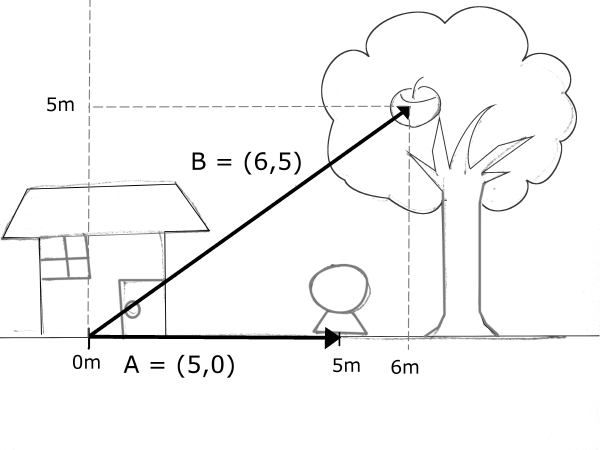 5m
B = (6,5)
0m
A = (5,0)
5m
6m